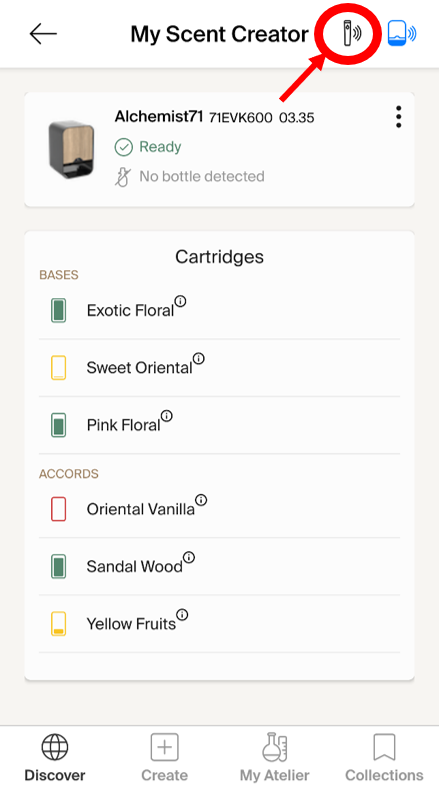 My Scent Creator
Alchemist71 71EVK600 03.35
Ready
No bottle detected
Cartridges
BASES
Exotic Floral
Sweet Oriental
Pink Floral
ACCORDS
Oriental Vanilla
Sandal Wood
Yellow Fruits
Discover Create My Atelier Collections